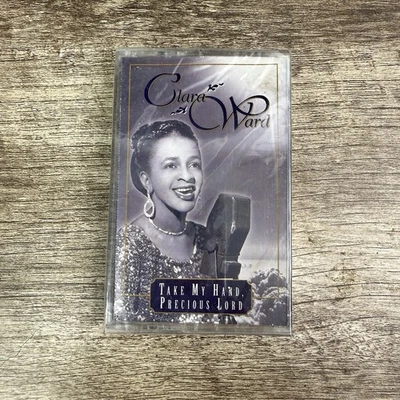 Clara
Ward
TAKE MY HAND,
PRECIOUS LORD